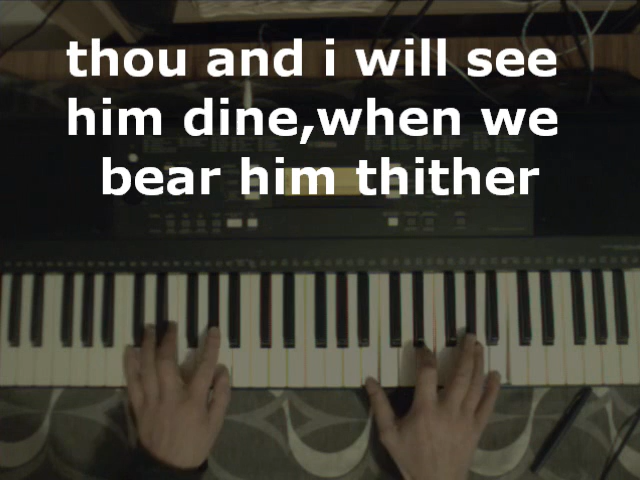 thou and i will see
him dine,when we
bear him thither